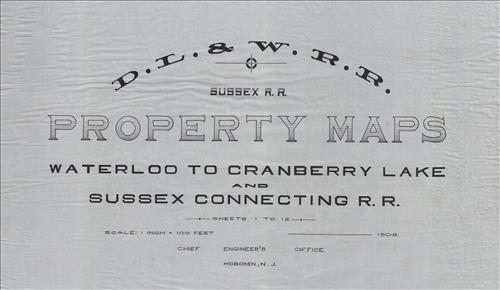 D.L. & W. R.R.
SUSSEX R.R.
PROPERTY MAPS
WATERLOO TO CRANBERRY LAKE
AND
SUSSEX CONNECTING R.R.
SHEETS 1 TO 12
SCALE: 1 INCH = 100 FEET 1908.
CHIEF ENGINEER'S OFFICE
HOBOKEN, N.J.